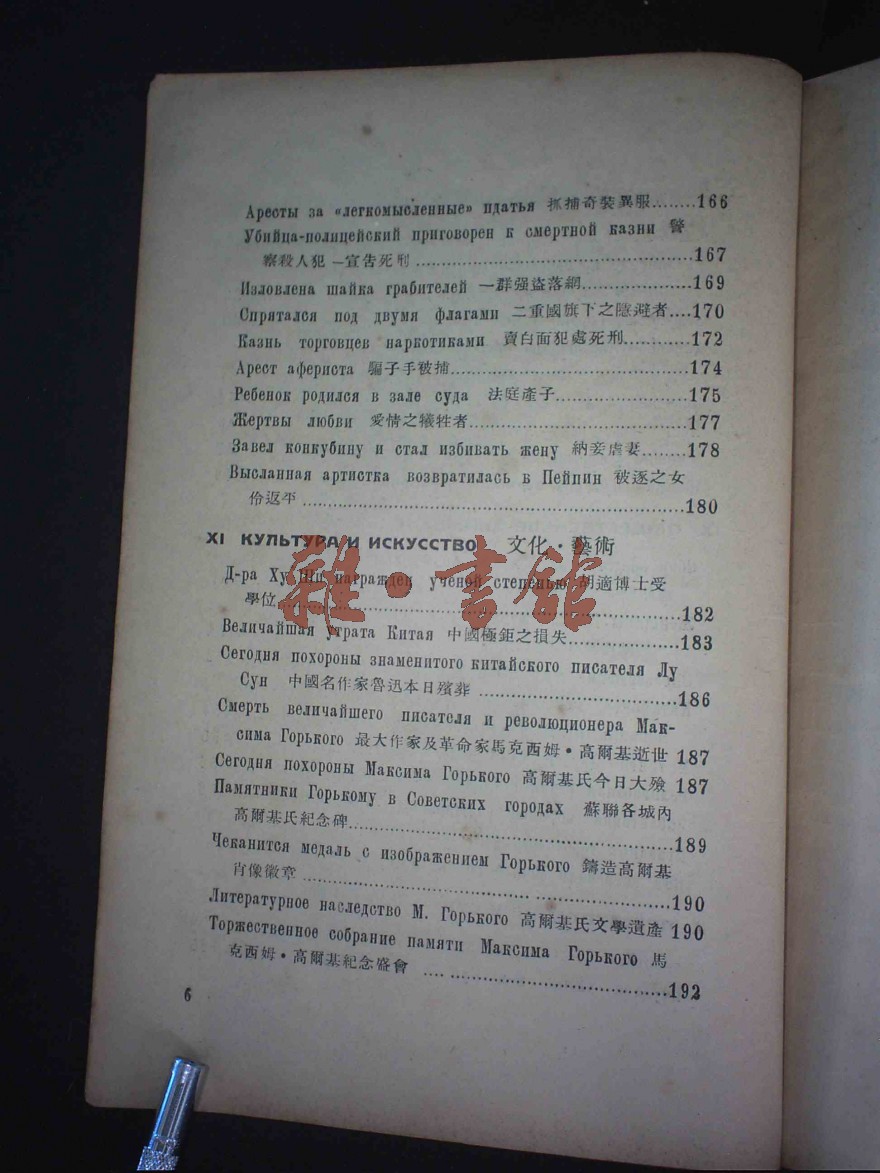 Аресты за «легкомысленные» платья 抓捕奇裝異服........166
Убийца-полицейский приговорен к смертной казни 警
察殺人犯 —宣告死刑..................................................167
Изловлена шайка грабителей 一群强盜落網....................169
Спрятался под двумя флагами 二重國旗下之隱避者....170
Казнь торговцев наркотиками 賣白面犯處死刑.............172
Арест афериста 騙子手被捕................................................174
Ребенок родился в зале суда 法庭產子........................175
Жертвы любви 愛情之犧牲者............................................177
Завел конкубину и стал избивать жену 納妾虐妻........178
Высланная артистка возвратилась в Пейпин 被逐之女
伶返平......................................................................180
XI КУЛЬТУРА И ИСКУССТВО 文化・藝術
雜・書館
Д-ра Ху Ши награжден ученой степенью 胡適博士受
學位..........................................................................182
Величайшая утрата Китая 中國極鉅之損失....................183
Сегодня похороны знаменитого китайского писателя Лу
Сун 中國名作家魯迅本日殯葬....................................186
Смерть величайшего писателя и революционера Мак-
сима Горького 最大作家及革命家馬克西姆・高爾基逝世 187
Сегодня похороны Максима Горького 高爾基氏今日大殮 187
Памятники Горькому в Советских городах 蘇聯各城內
高爾基氏紀念碑............................................................189
Чеканится медаль с изображением Горького 鑄造高爾基
肖像徽章....................................................................190
Литературное наследство М. Горького 高爾基氏文學遺產 190
Торжественное собрание памяти Максима Горького 馬
克西姆・高爾基紀念盛會............................................192
6